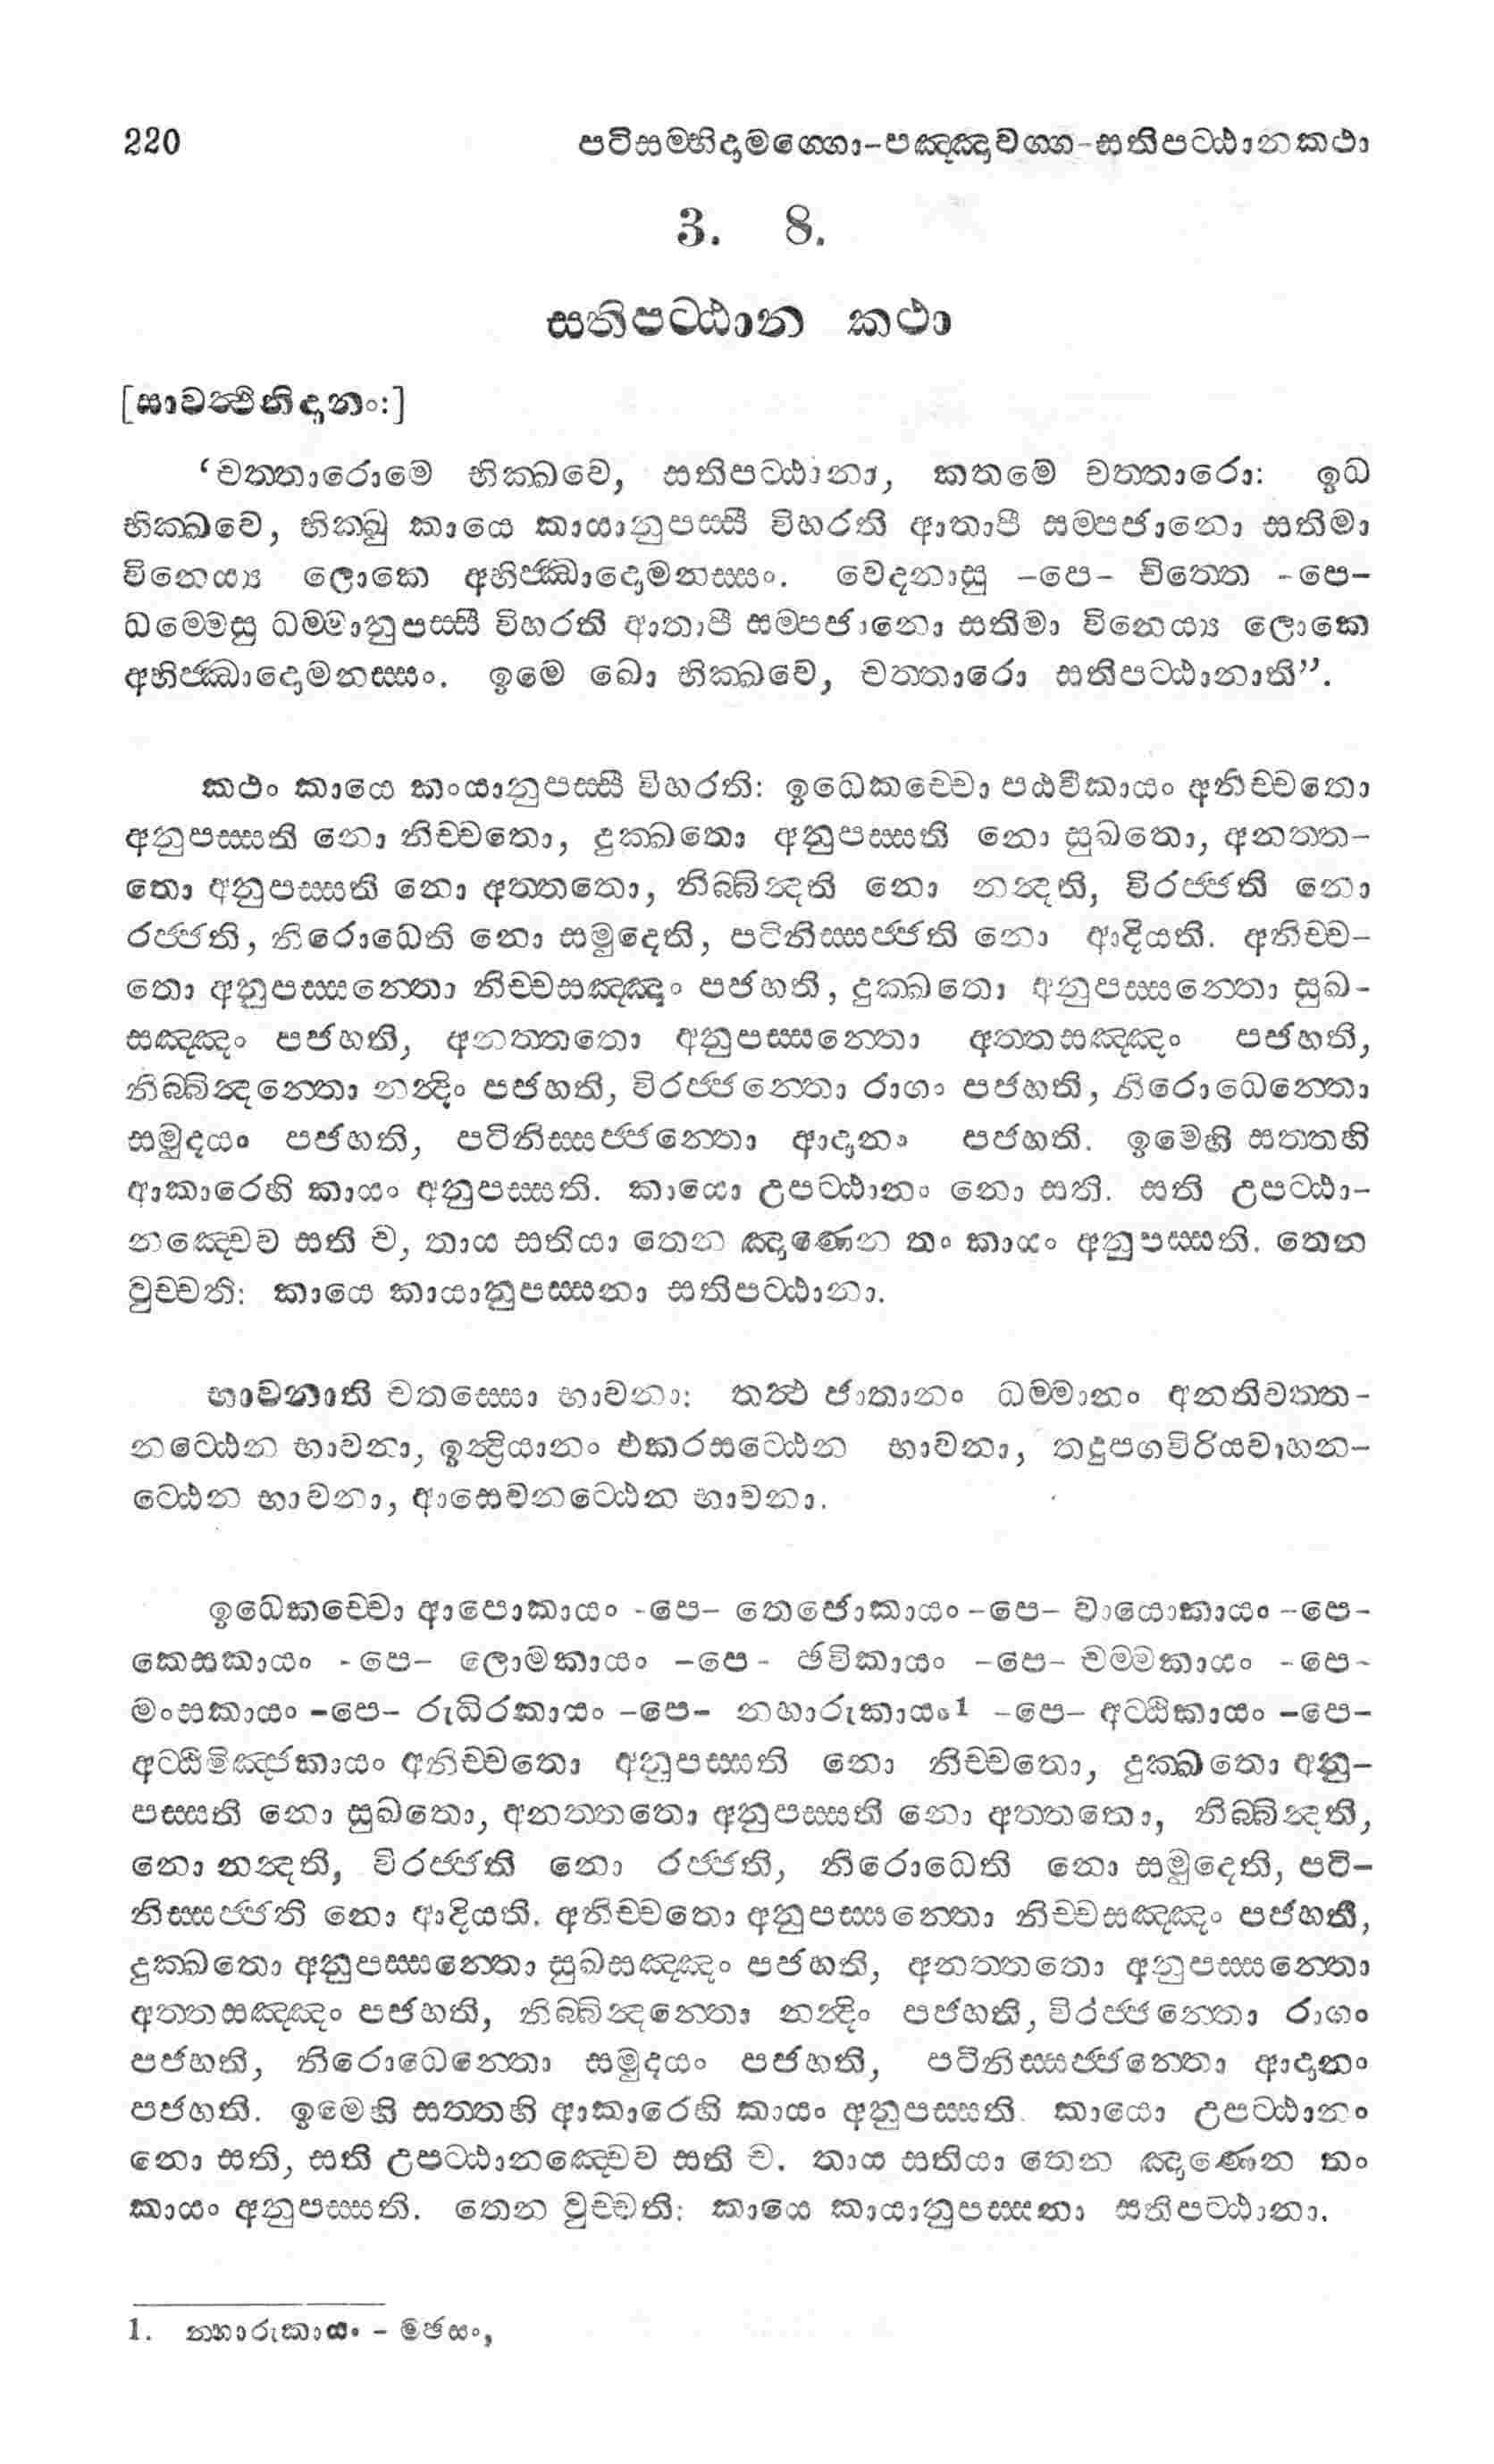 220 පටිසම්භිදාමග්ගො-පඤ්ඤාවග්ග-සතිපට්ඨානකථා
3. 8.
සතිපට්ඨාන කථා
[සාවත්ථිනිදානං:]
‘චත්තාරොමෙ භික්ඛවෙ, සතිපට්ඨානා, කතමෙ චත්තාරො: ඉධ
භික්ඛවෙ, භික්ඛු කායෙ කායානුපස්සී විහරති ආතාපී සම්පජානො සතිමා
විනෙය්‍ය ලොකෙ අභිජ්ඣාදොමනස්සං. වෙදනාසු -පෙ- චිත්තෙ -පෙ-
ධම්මෙසු ධම්මානුපස්සී විහරති ආතාපී සම්පජානො සතිමා විනෙය්‍ය ලොකෙ
අභිජ්ඣාදොමනස්සං. ඉමෙ ඛො භික්ඛවෙ, චත්තාරො සතිපට්ඨානාති”.
කථං කායෙ කංයානුපස්සී විහරති: ඉධෙකච්චො පඨවීකායං අනිච්චතො
අනුපස්සති නො නිච්චතො, දුක්ඛතො අනුපස්සති නො සුඛතො, අනත්ත-
තො අනුපස්සති නො අත්තතො, නිබ්බින්දති නො නන්දති, විරජ්ජති නො
රජ්ජති, නිරොධෙති නො සමුදෙති, පටිනිස්සජ්ජති නො ආදියති. අනිච්ච-
තො අනුපස්සන්තො නිච්චසඤ්ඤං පජහති, දුක්ඛතො අනුපස්සන්තො සුඛ-
සඤ්ඤං පජහති, අනත්තතො අනුපස්සන්තො අත්තසඤ්ඤං පජහති,
නිබ්බින්දන්තො නන්දිං පජහති, විරජ්ජන්තො රාගං පජහති, නිරොධෙන්තො
සමුදයං පජහති, පටිනිස්සජ්ජන්තො ආදානං පජහති. ඉමෙහි සත්තහි
ආකාරෙහි කායං අනුපස්සති. කායො උපට්ඨානං නො සති. සති උපට්ඨා-
නඤ්චෙව සති ච, තාය සතියා තෙන ඤාණෙන තං කායං අනුපස්සති. තෙන
වුච්චති: කායෙ කායානුපස්සනා සතිපට්ඨානා.
භාවනාති චතස්සො භාවනා: තත්ථ ජාතානං ධම්මානං අනතිවත්ත-
නට්ඨෙන භාවනා, ඉන්ද්‍රියානං එකරසට්ඨෙන භාවනා, තදුපගවිරියවාහන-
ට්ඨෙන භාවනා, ආසෙවනට්ඨෙන භාවනා.
ඉධෙකච්චො ආපොකායං -පෙ- තෙජොකායං -පෙ- වායොකායං -පෙ-
කෙසකායං -පෙ- ලොමකායං -පෙ- ඡවිකායං -පෙ- චම්මකායං -පෙ-
මංසකායං -පෙ- රුධිරකායං -පෙ- නහාරුකායං1 -පෙ- අට්ඨිකායං -පෙ-
අට්ඨිමිඤ්ජකායං අනිච්චතො අනුපස්සති නො නිච්චතො, දුක්ඛතො අනු-
පස්සති නො සුඛතො, අනත්තතො අනුපස්සති නො අත්තතො, නිබ්බින්දති,
නො නන්දති, විරජ්ජති නො රජ්ජති, නිරොධෙති නො සමුදෙති, පටි-
නිස්සජ්ජති නො ආදියති. අනිච්චතො අනුපස්සන්තො නිච්චසඤ්ඤං පජහති,
දුක්ඛතො අනුපස්සන්තො සුඛසඤ්ඤං පජහති, අනත්තතො අනුපස්සන්තො
අත්තසඤ්ඤං පජහති, නිබ්බින්දන්තො නන්දිං පජහති, විරජ්ජන්තො රාගං
පජහති, නිරොධෙන්තො සමුදයං පජහති, පටිනිස්සජ්ජන්තො ආදානං
පජහති. ඉමෙහි සත්තහි ආකාරෙහි කායං අනුපස්සති. කායො උපට්ඨානං
නො සති, සති උපට්ඨානඤ්චෙව සති ච. තාය සතියා තෙන ඤාණෙන තං
කායං අනුපස්සති. තෙන වුච්චති: කායෙ කායානුපස්සනා සතිපට්ඨානා.
1. නහාරුකායං - මඡසං,